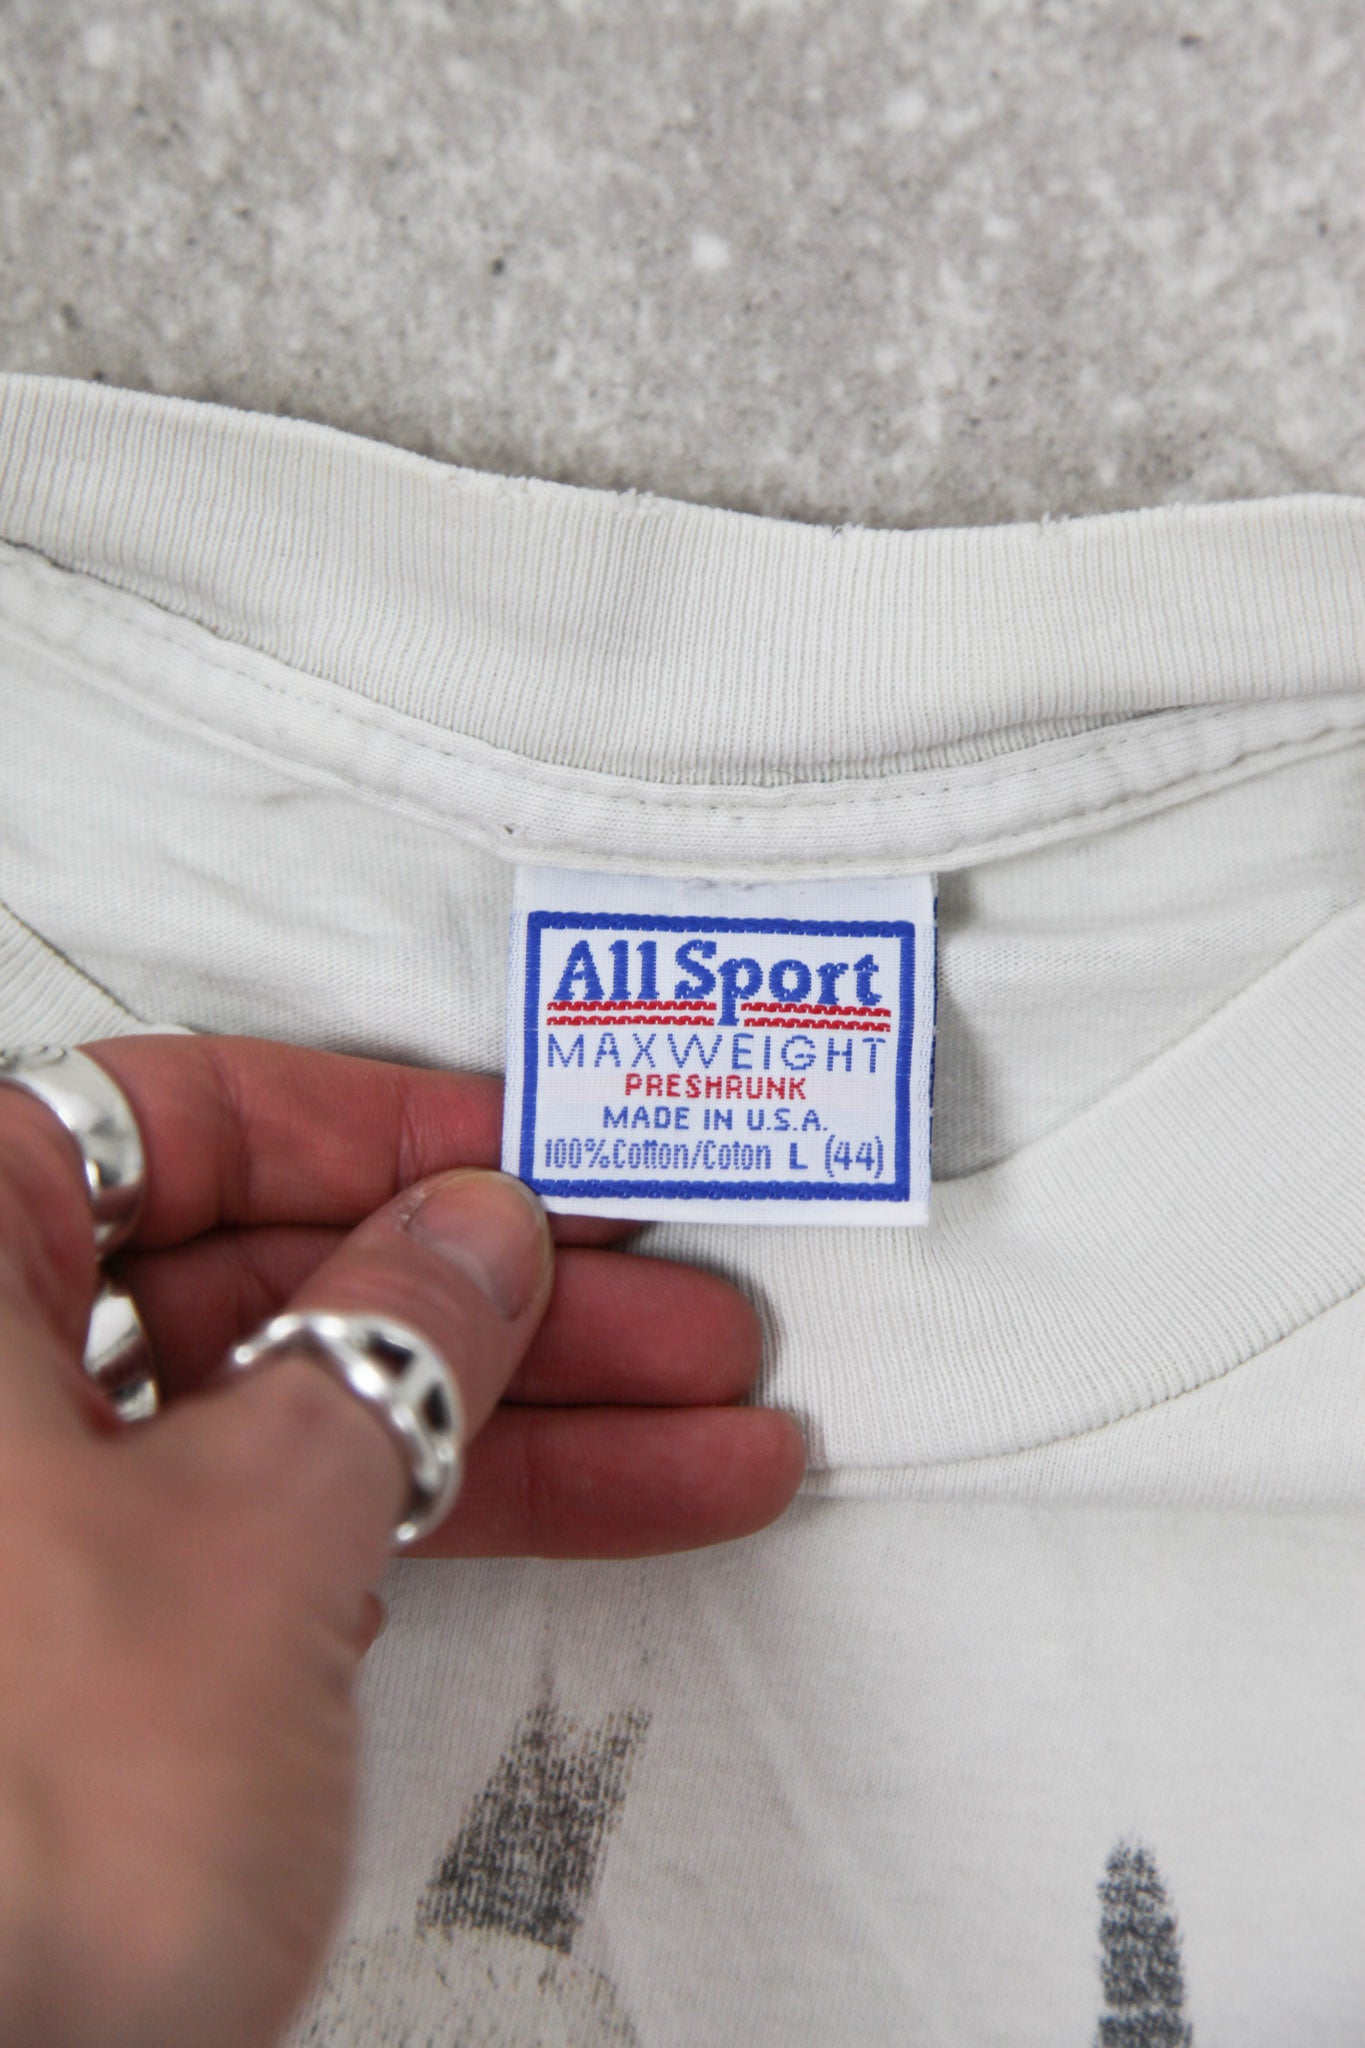 All Sport
MAXWEIGHT
PRESHRUNK
MADE IN U.S.A.
100% Cotton/Coton L (44)